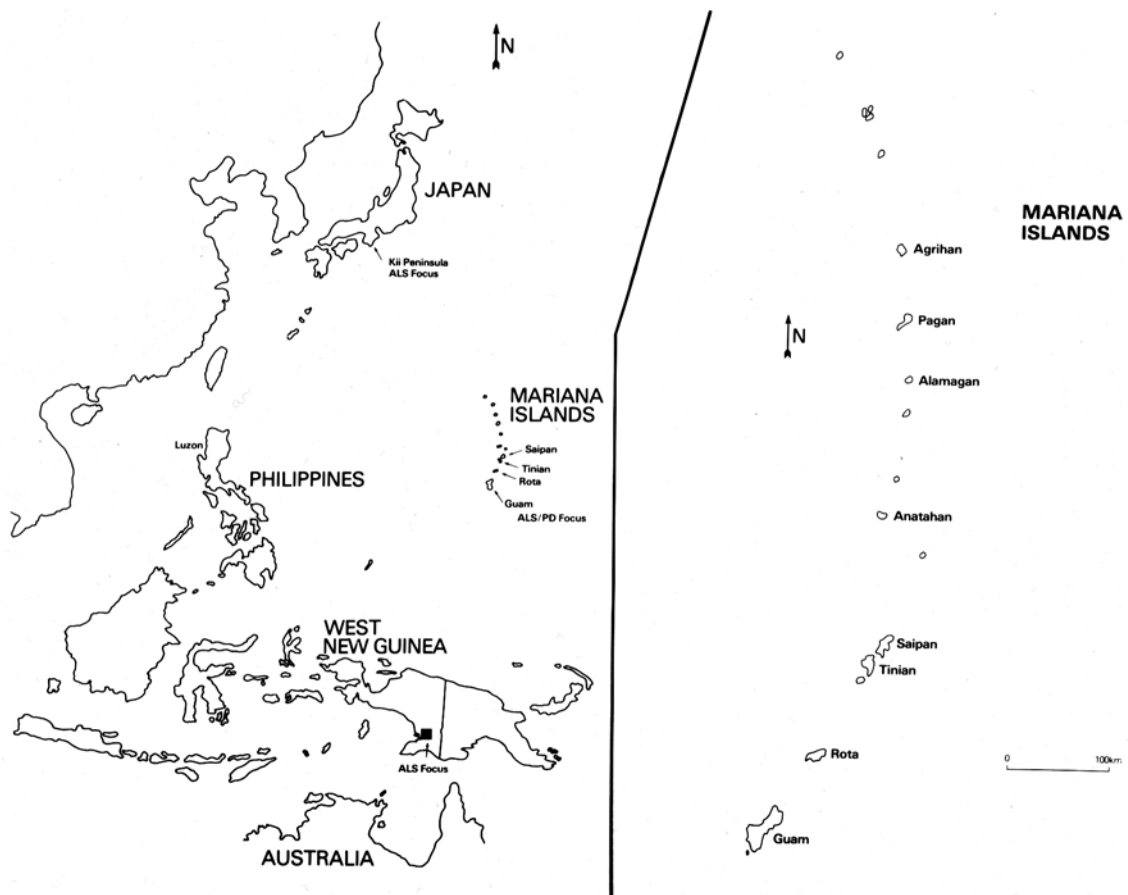 N
JAPAN
Kii Peninsula
ALS Focus
MARIANA
ISLANDS
Luzon
Saipan
PHILIPPINES
Tinian
Rota
Guam
ALS/PD Focus
WEST
NEW GUINEA
ALS Focus
AUSTRALIA
MARIANA
ISLANDS
Agrihan
N
Pagan
Alamagan
Anatahan
Saipan
Tinian
Rota
0 100km
Guam